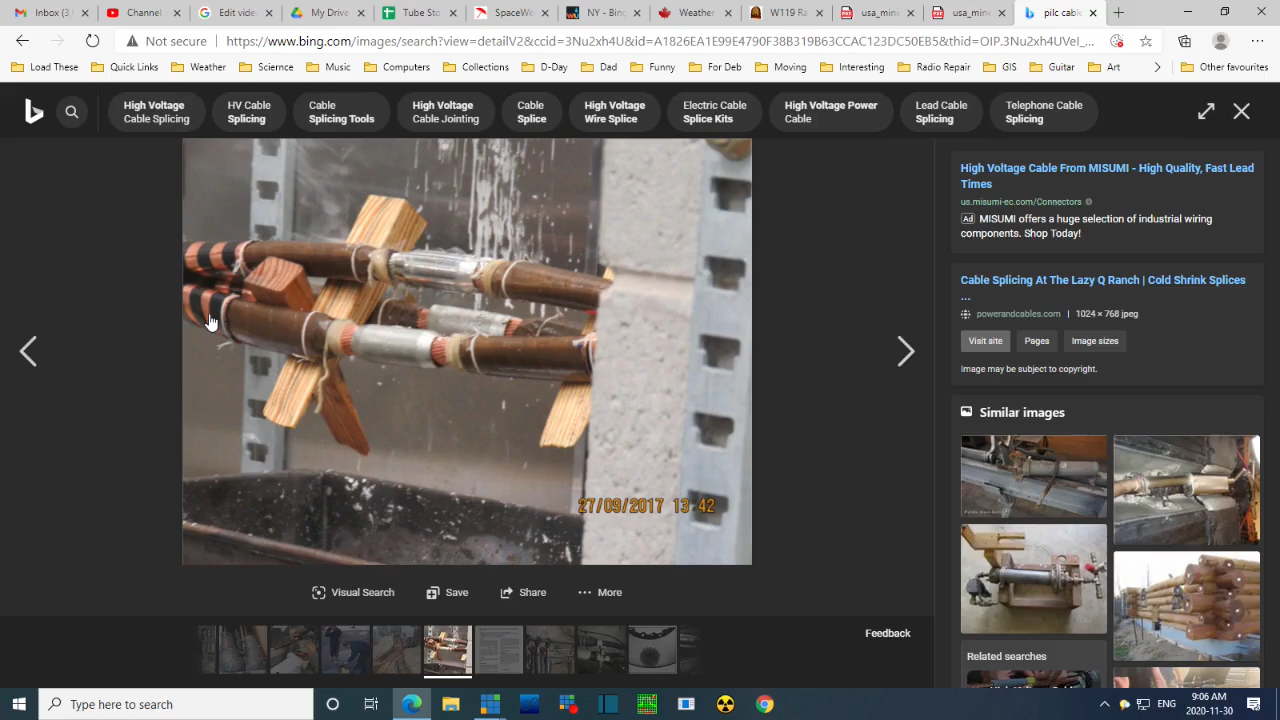 Inbox (3
Channel
Edit vide
My Drive
Tube Sto
SpaceWe
NY - Bing
Weather
W119 Ra
usa_mine
usa_mine
pilc cable
Not secure | https://www.bing.com/images/search?view=detailV2&ccid=3Nu2xh4U&id=A1826EA1E99E4790F38B319B63CCAC123DC50EB5&thid=OIP.3Nu2xh4UVeI_...
Load These
Quick Links
Weather
Science
Music
Computers
Collections
D-Day
Dad
Funny
For Deb
Moving
Interesting
Radio Repair
GIS
Guitar
Art
Other favourites
High Voltage
Cable Splicing
HV Cable
Splicing
Cable
Splicing Tools
High Voltage
Cable Jointing
Cable
Splice
High Voltage
Wire Splice
Electric Cable
Splice Kits
High Voltage Power
Cable
Lead Cable
Splicing
Telephone Cable
Splicing
High Voltage Cable From MISUMI - High Quality, Fast Lead
Times
us.misumi-ec.com/Connectors
Ad MISUMI offers a huge selection of industrial wiring
components. Shop Today!
Cable Splicing At The Lazy Q Ranch | Cold Shrink Splices
...
powerandcables.com | 1024 × 768 jpeg
Visit site
Pages
Image sizes
Image may be subject to copyright.
Similar images
27/09/2017 13:42
Visual Search
Save
Share
More
Feedback
Related searches
Type here to search
ENG
9:06 AM
2020-11-30